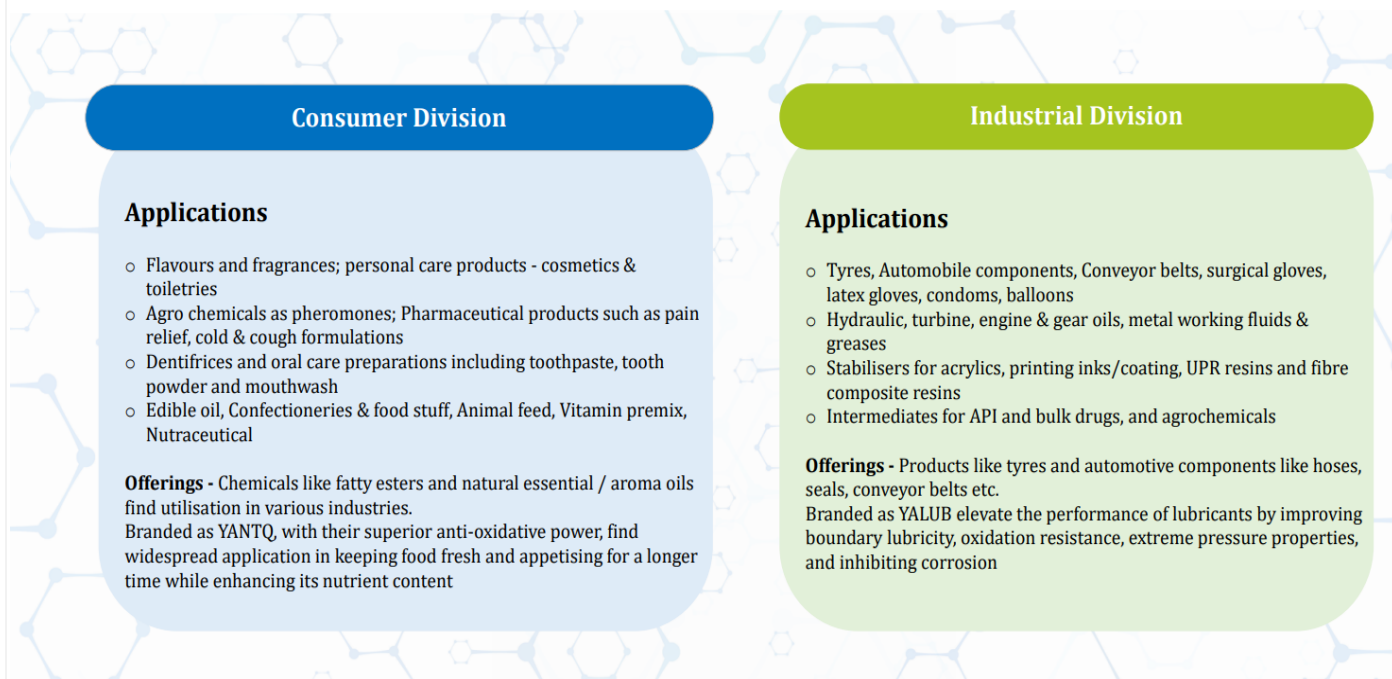 Consumer Division
Applications
○ Flavours and fragrances; personal care products - cosmetics &
toiletries
○ Agro chemicals as pheromones; Pharmaceutical products such as pain
relief, cold & cough formulations
○ Dentifrices and oral care preparations including toothpaste, tooth
powder and mouthwash
○ Edible oil, Confectioneries & food stuff, Animal feed, Vitamin premix,
Nutraceutical
Offerings - Chemicals like fatty esters and natural essential / aroma oils
find utilisation in various industries.
Branded as YANTQ, with their superior anti-oxidative power, find
widespread application in keeping food fresh and appetising for a longer
time while enhancing its nutrient content
Industrial Division
Applications
○ Tyres, Automobile components, Conveyor belts, surgical gloves,
latex gloves, condoms, balloons
○ Hydraulic, turbine, engine & gear oils, metal working fluids &
greases
○ Stabilisers for acrylics, printing inks/coating, UPR resins and fibre
composite resins
○ Intermediates for API and bulk drugs, and agrochemicals
Offerings - Products like tyres and automotive components like hoses,
seals, conveyor belts etc.
Branded as YALUB elevate the performance of lubricants by improving
boundary lubricity, oxidation resistance, extreme pressure properties,
and inhibiting corrosion